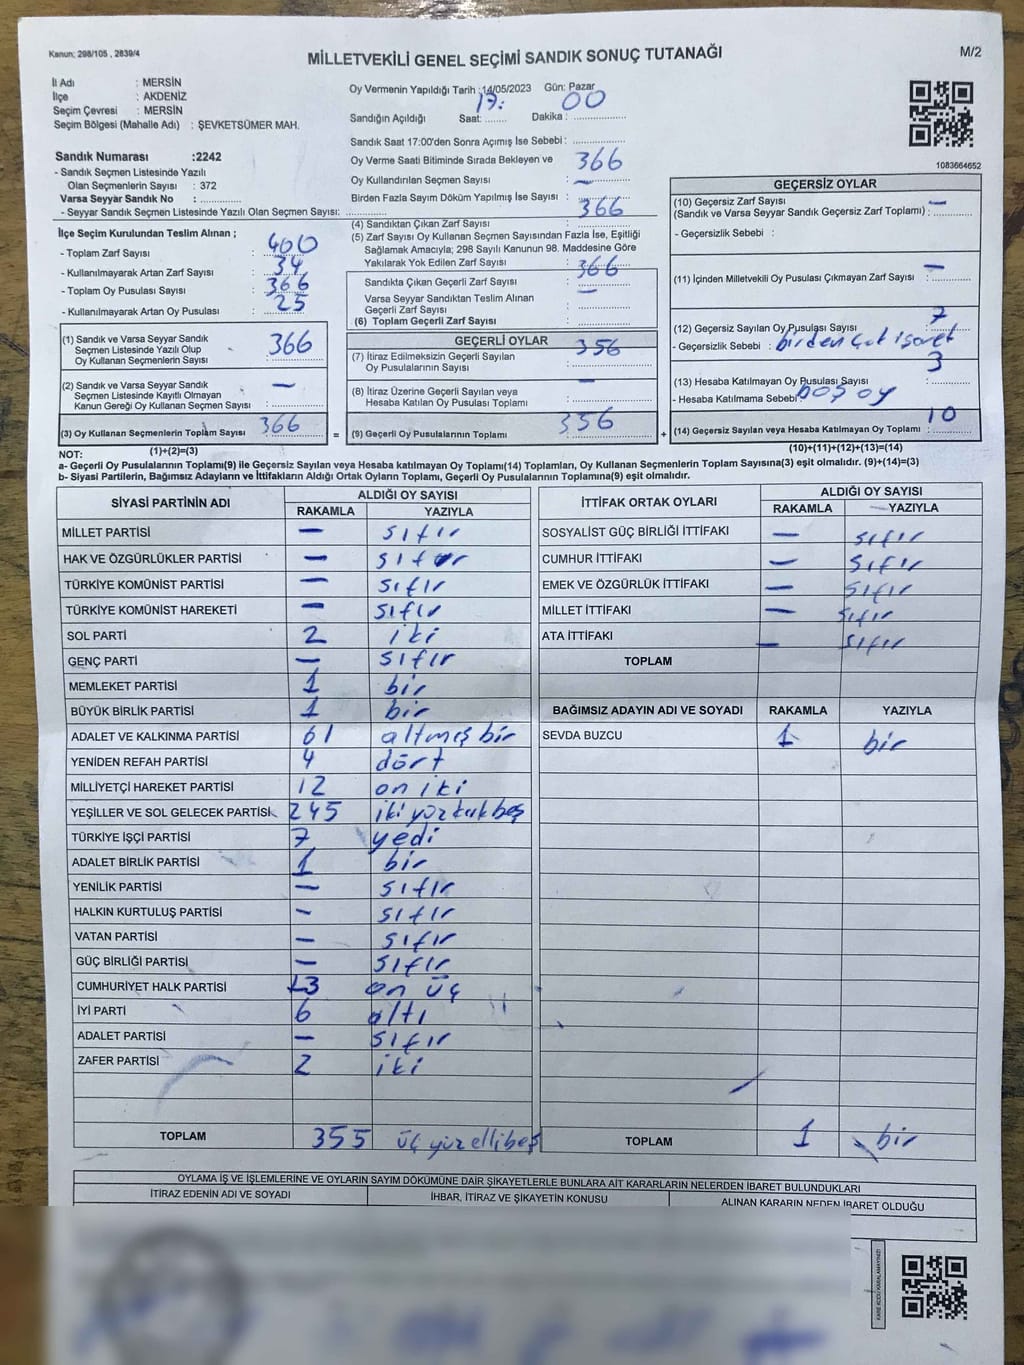 Kanun: 298/105 , 2839/4
MİLLETVEKİLİ GENEL SEÇİMİ SANDIK SONUÇ TUTANAĞI
M/2
İl Adı : MERSİN
İlçe : AKDENİZ
Seçim Çevresi : MERSİN
Seçim Bölgesi (Mahalle Adı) : ŞEVKETSÜMER MAH.
Sandık Numarası :2242
- Sandık Seçmen Listesinde Yazılı
Olan Seçmenlerin Sayısı : 372
Varsa Seyyar Sandık No :
- Seyyar Sandık Seçmen Listesinde Yazılı Olan Seçmen Sayısı:
İlçe Seçim Kurulundan Teslim Alınan ;
- Toplam Zarf Sayısı : 400
- Kullanılmayarak Artan Zarf Sayısı : 34
- Toplam Oy Pusulası Sayısı : 366
- Kullanılmayarak Artan Oy Pusulası : 25
(1) Sandık ve Varsa Seyyar Sandık
Seçmen Listesinde Yazılı Olup
Oy Kullanan Seçmenlerin Sayısı : 366
(2) Sandık ve Varsa Seyyar Sandık
Seçmen Listesinde Kayıtlı Olmayan
Kanun Gereği Oy Kullanan Seçmen Sayısı : —
(3) Oy Kullanan Seçmenlerin Toplam Sayısı : 366
(1)+(2)=(3)
Oy Vermenin Yapıldığı Tarih :14/05/2023 Gün: Pazar
Sandığın Açıldığı Saat: 17: Dakika : 00
Sandık Saat 17:00'den Sonra Açımış İse Sebebi :
Oy Verme Saati Bitiminde Sırada Bekleyen ve
Oy Kullandırılan Seçmen Sayısı : 366
Birden Fazla Sayım Döküm Yapılmış İse Sayısı : —
(4) Sandıktan Çıkan Zarf Sayısı : 366
(5) Zarf Sayısı Oy Kullanan Seçmen Sayısından Fazla İse, Eşitliği
Sağlamak Amacıyla; 298 Sayılı Kanunun 98. Maddesine Göre
Yakılarak Yok Edilen Zarf Sayısı :
Sandıkta Çıkan Geçerli Zarf Sayısı : 366
Varsa Seyyar Sandıktan Teslim Alınan
Geçerli Zarf Sayısı : —
(6) Toplam Geçerli Zarf Sayısı :
GEÇERLİ OYLAR
(7) İtiraz Edilmeksizin Geçerli Sayılan
Oy Pusulalarının Sayısı : 356
(8) İtiraz Üzerine Geçerli Sayılan veya
Hesaba Katılan Oy Pusulası Toplamı : —
= (9) Geçerli Oy Pusulalarının Toplamı : 356 +
1083664652
GEÇERSİZ OYLAR
(10) Geçersiz Zarf Sayısı
(Sandık ve Varsa Seyyar Sandık Geçersiz Zarf Toplamı) : —
- Geçersizlik Sebebi :
(11) İçinden Milletvekili Oy Pusulası Çıkmayan Zarf Sayısı : —
(12) Geçersiz Sayılan Oy Pusulası Sayısı : 7
- Geçersizlik Sebebi : birden çok işaret
(13) Hesaba Katılmayan Oy Pusulası Sayısı : 3
- Hesaba Katılmama Sebebi: boş oy
(14) Geçersiz Sayılan veya Hesaba Katılmayan Oy Toplamı : 10
(10)+(11)+(12)+(13)=(14)
NOT:
a- Geçerli Oy Pusulalarının Toplamı(9) ile Geçersiz Sayılan veya Hesaba katılmayan Oy Toplamı(14) Toplamları, Oy Kullanan Seçmenlerin Toplam Sayısına(3) eşit olmalıdır. (9)+(14)=(3)
b- Siyasi Partilerin, Bağımsız Adayların ve İttifakların Aldığı Ortak Oyların Toplamı, Geçerli Oy Pusulalarının Toplamına(9) eşit olmalıdır.
SİYASİ PARTİNİN ADI ALDIĞI OY SAYISI
RAKAMLA YAZIYLA
MİLLET PARTİSİ — sıfır
HAK VE ÖZGÜRLÜKLER PARTİSİ — sıfır
TÜRKİYE KOMÜNİST PARTİSİ — sıfır
TÜRKİYE KOMÜNİST HAREKETİ — sıfır
SOL PARTİ 2 iki
GENÇ PARTİ — sıfır
MEMLEKET PARTİSİ 1 bir
BÜYÜK BİRLİK PARTİSİ 1 bir
ADALET VE KALKINMA PARTİSİ 61 altmış bir
YENİDEN REFAH PARTİSİ 4 dört
MİLLİYETÇİ HAREKET PARTİSİ 12 on iki
YEŞİLLER VE SOL GELECEK PARTİSİ 245 iki yüz kırk beş
TÜRKİYE İŞÇİ PARTİSİ 7 yedi
ADALET BİRLİK PARTİSİ 1 bir
YENİLİK PARTİSİ — sıfır
HALKIN KURTULUŞ PARTİSİ — sıfır
VATAN PARTİSİ — sıfır
GÜÇ BİRLİĞİ PARTİSİ — sıfır
CUMHURİYET HALK PARTİSİ 13 on üç
İYİ PARTİ 6 altı
ADALET PARTİSİ — sıfır
ZAFER PARTİSİ 2 iki
TOPLAM 355 üç yüz elli beş
İTTİFAK ORTAK OYLARI ALDIĞI OY SAYISI
RAKAMLA YAZIYLA
SOSYALİST GÜÇ BİRLİĞİ İTTİFAKI — sıfır
CUMHUR İTTİFAKI — sıfır
EMEK VE ÖZGÜRLÜK İTTİFAKI — sıfır
MİLLET İTTİFAKI — sıfır
ATA İTTİFAKI — sıfır
TOPLAM
BAĞIMSIZ ADAYIN ADI VE SOYADI RAKAMLA YAZIYLA
SEVDA BUZCU 1 bir
TOPLAM 1 bir
OYLAMA İŞ VE İŞLEMLERİNE VE OYLARIN SAYIM DÖKÜMÜNE DAİR ŞİKAYETLERLE BUNLARA AİT KARARLARIN NELERDEN İBARET BULUNDUKLARI
İTİRAZ EDENİN ADI VE SOYADI İHBAR, İTİRAZ VE ŞİKAYETİN KONUSU ALINAN KARARIN NEDEN İBARET OLDUĞU
KARE KODU KARALAMAYINIZ!